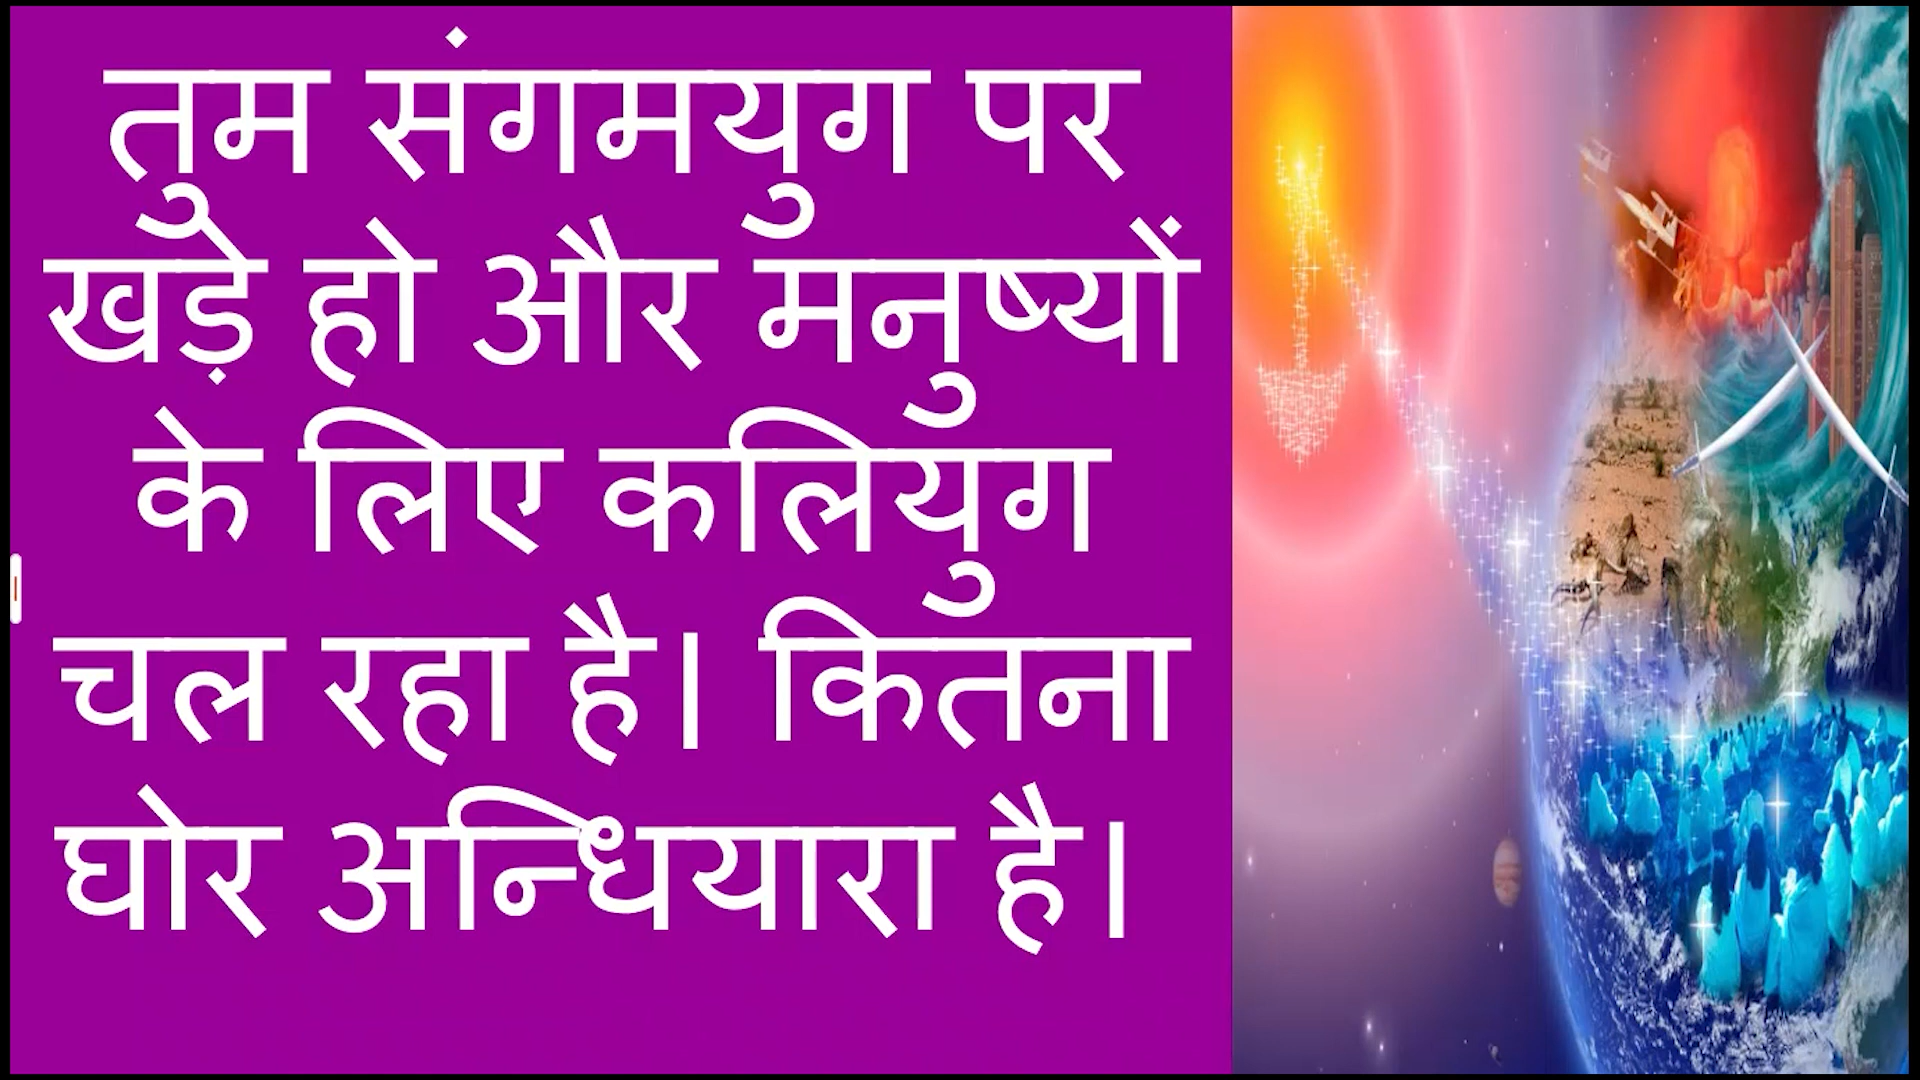 तुम संगमयुग पर
खड़े हो और मनुष्यों
के लिए कलियुग
चल रहा है। कितना
घोर अन्धियारा है।